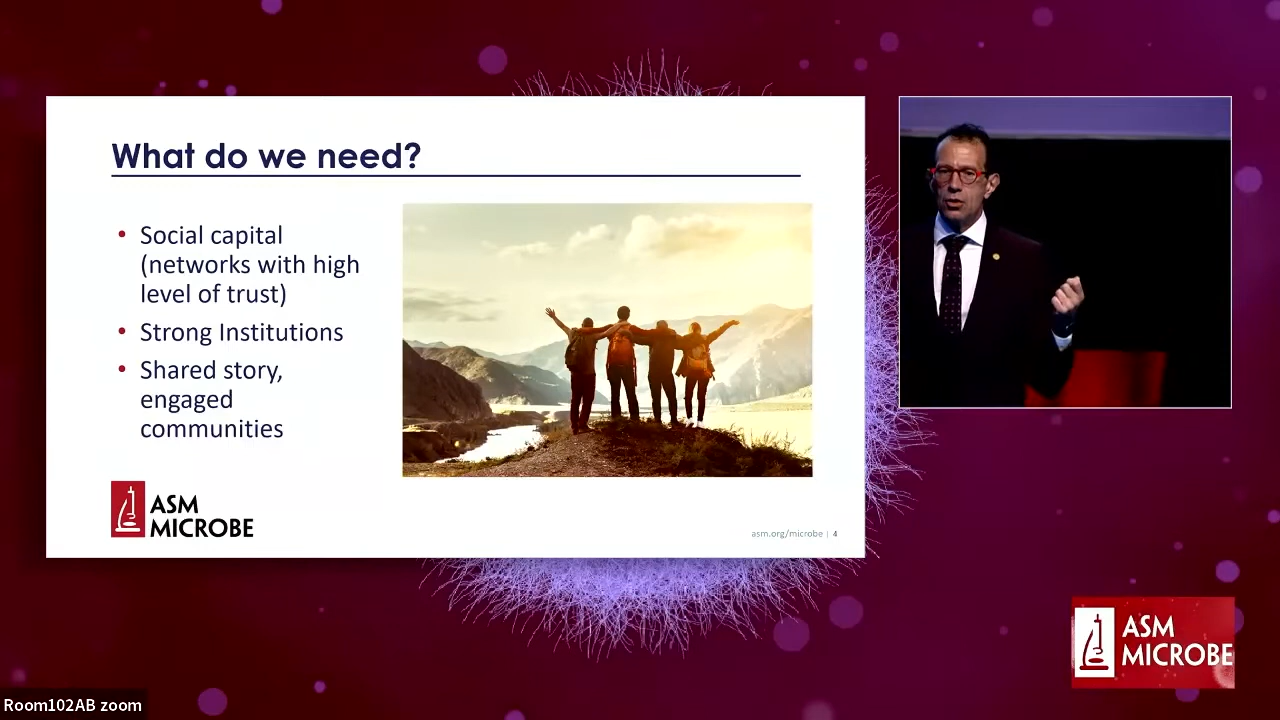 What do we need?
• Social capital
(networks with high
level of trust)
• Strong Institutions
• Shared story,
engaged
communities
ASM
MICROBE
asm.org/microbe | 4
ASM
MICROBE
Room102AB zoom